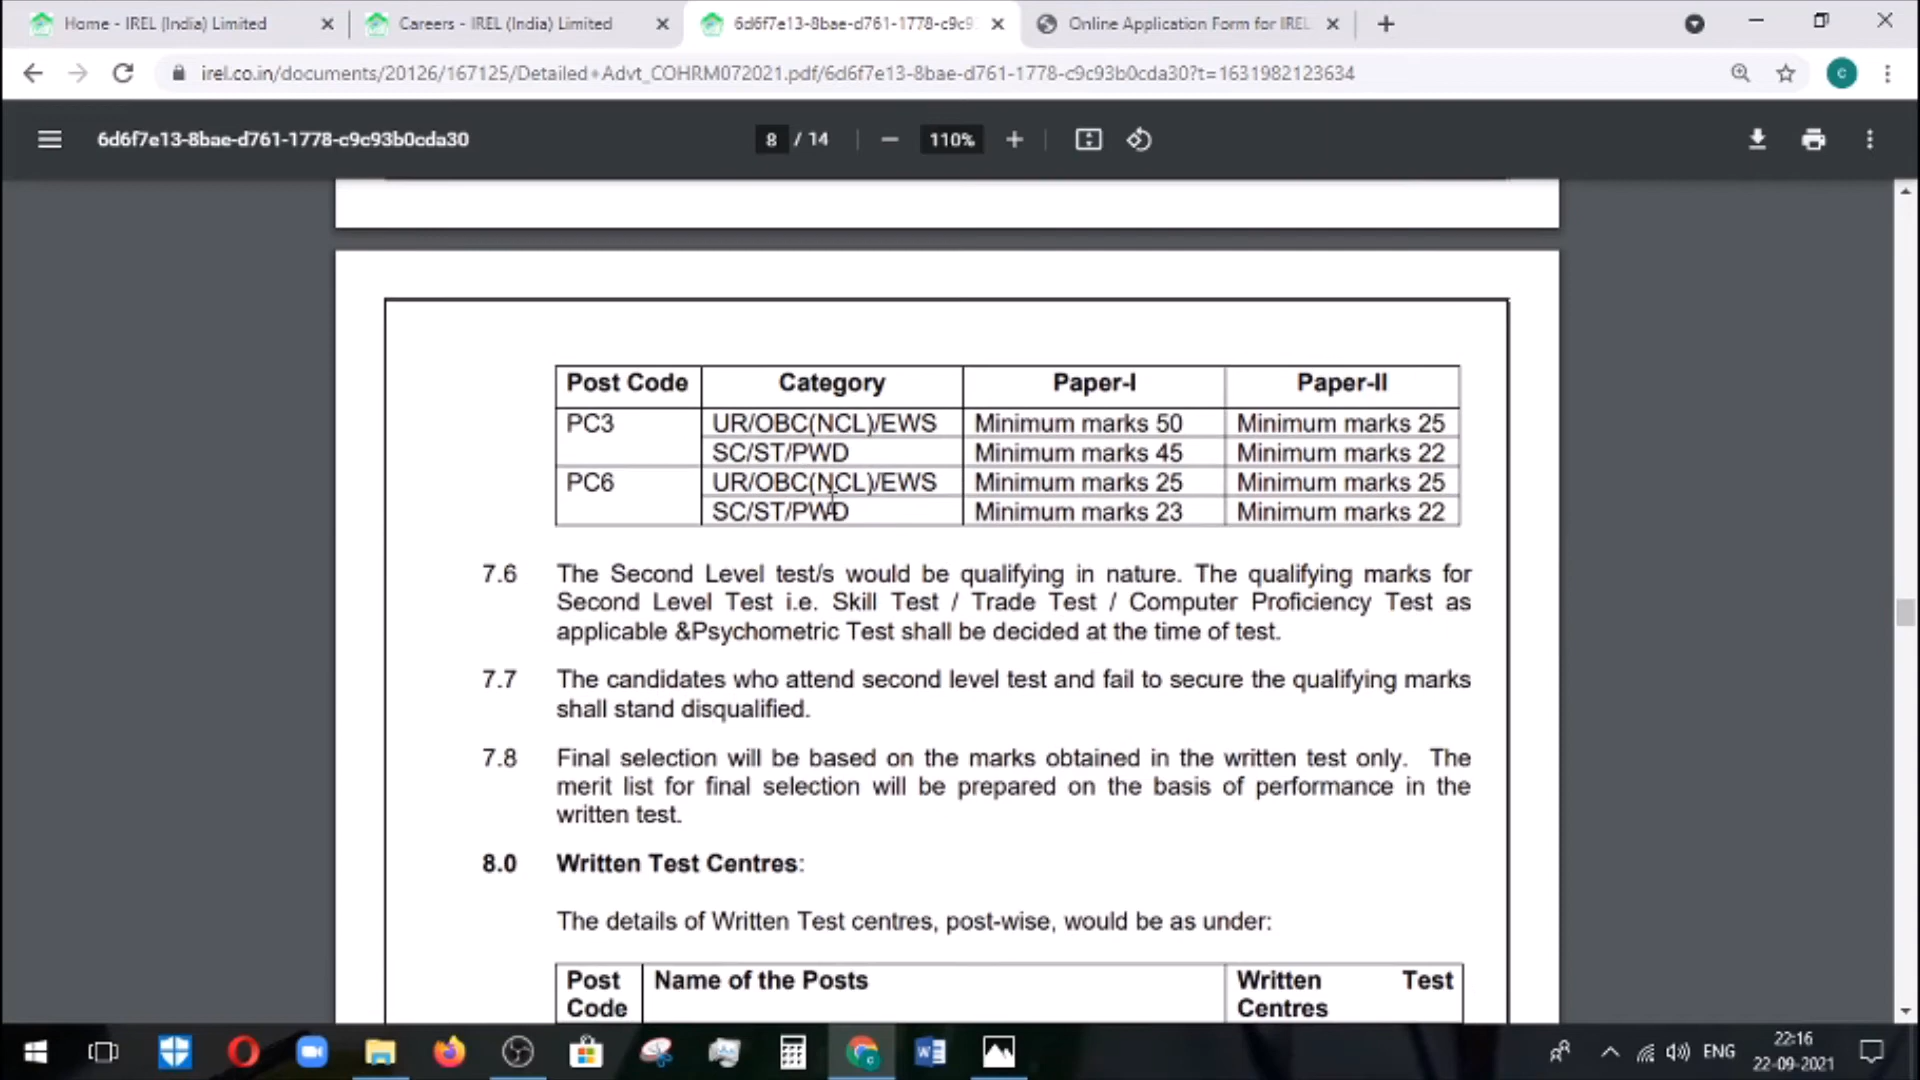 Home - IREL (India) Limited
Careers - IREL (India) Limited
6d6f7e13-8bae-d761-1778-c9c9
Online Application Form for IREL
irel.co.in/documents/20126/167125/Detailed+Advt_COHRM072021.pdf/6d6f7e13-8bae-d761-1778-c9c93b0cda30?t=1631982123634
C
6d6f7e13-8bae-d761-1778-c9c93b0cda30
8 / 14
110%
Post Code Category Paper-I Paper-II
PC3 UR/OBC(NCL)/EWS Minimum marks 50 Minimum marks 25
SC/ST/PWD Minimum marks 45 Minimum marks 22
PC6 UR/OBC(NCL)/EWS Minimum marks 25 Minimum marks 25
SC/ST/PWD Minimum marks 23 Minimum marks 22
7.6 The Second Level test/s would be qualifying in nature. The qualifying marks for
Second Level Test i.e. Skill Test / Trade Test / Computer Proficiency Test as
applicable &Psychometric Test shall be decided at the time of test.
7.7 The candidates who attend second level test and fail to secure the qualifying marks
shall stand disqualified.
7.8 Final selection will be based on the marks obtained in the written test only. The
merit list for final selection will be prepared on the basis of performance in the
written test.
8.0 Written Test Centres:
The details of Written Test centres, post-wise, would be as under:
Post Name of the Posts Written Test
Code Centres
ENG
22:16
22-09-2021